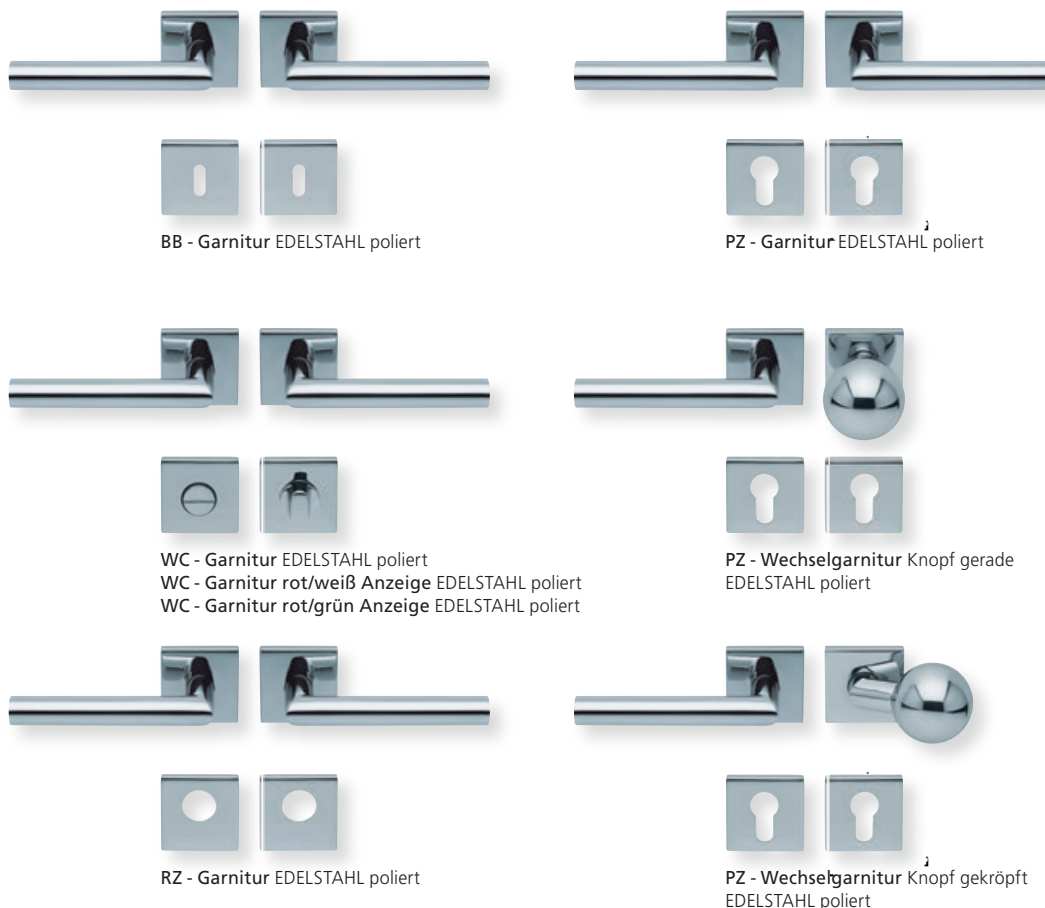 BB - Garnitur EDELSTAHL poliert
PZ - Garnitur EDELSTAHL poliert
WC - Garnitur EDELSTAHL poliert
WC - Garnitur rot/weiß Anzeige EDELSTAHL poliert
WC - Garnitur rot/grün Anzeige EDELSTAHL poliert
PZ - Wechselgarnitur Knopf gerade
EDELSTAHL poliert
RZ - Garnitur EDELSTAHL poliert
PZ - Wechselgarnitur Knopf gekröpft
EDELSTAHL poliert